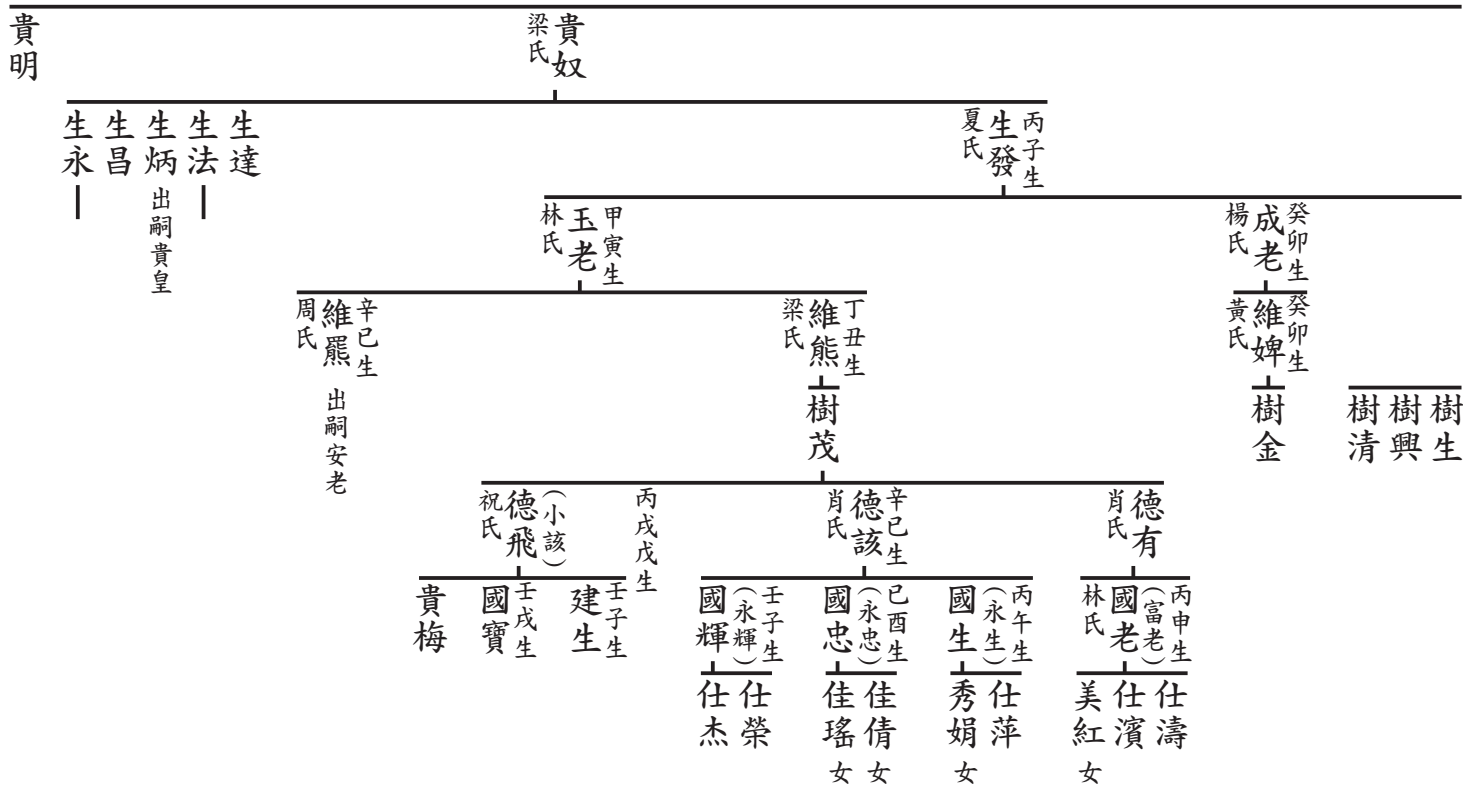 貴奴
梁氏
貴明
丙子生
生發
夏氏
生達
生法
生炳 出嗣貴皇
生昌
生永
癸卯生
成老
楊氏
甲寅生
玉老
林氏
癸卯生
維婢
黃氏
丁丑生
維熊
梁氏
辛已生
維羆 出嗣安老
周氏
樹生
樹興
樹清
樹金
樹茂
德有
肖氏
辛已生
德該
肖氏
丙戌戊生
(小該)
德飛
祝氏
丙申生
(富老)
國老
林氏
丙午生
(永生)
國生
已酉生
(永忠)
國忠
壬子生
(永輝)
國輝
壬子生
建生
壬戌生
國寶
貴梅
仕濤
仕濱
美紅 女
仕萍
秀娟 女
佳倩 女
佳瑤 女
仕榮
仕杰